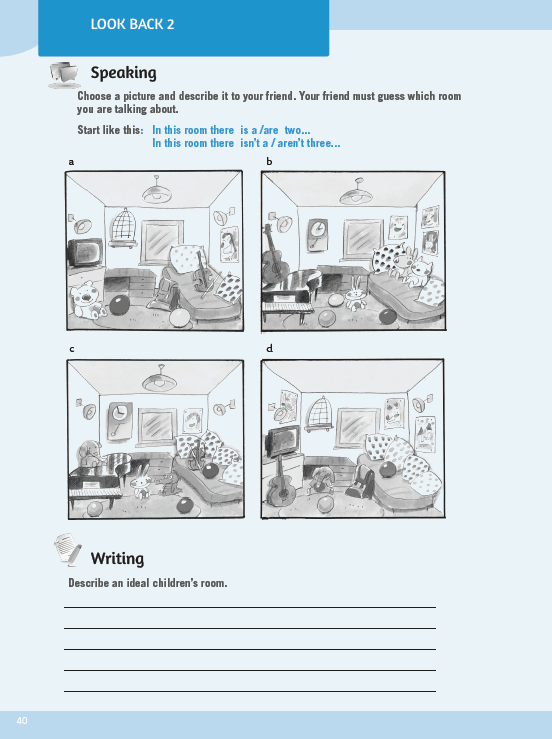 LOOK BACK 2
Speaking
Choose a picture and describe it to your friend. Your friend must guess which room
you are talking about.
Start like this: In this room there is a /are two...
In this room there isn't a / aren't three...
a
b
c
d
Writing
Describe an ideal children's room.
40